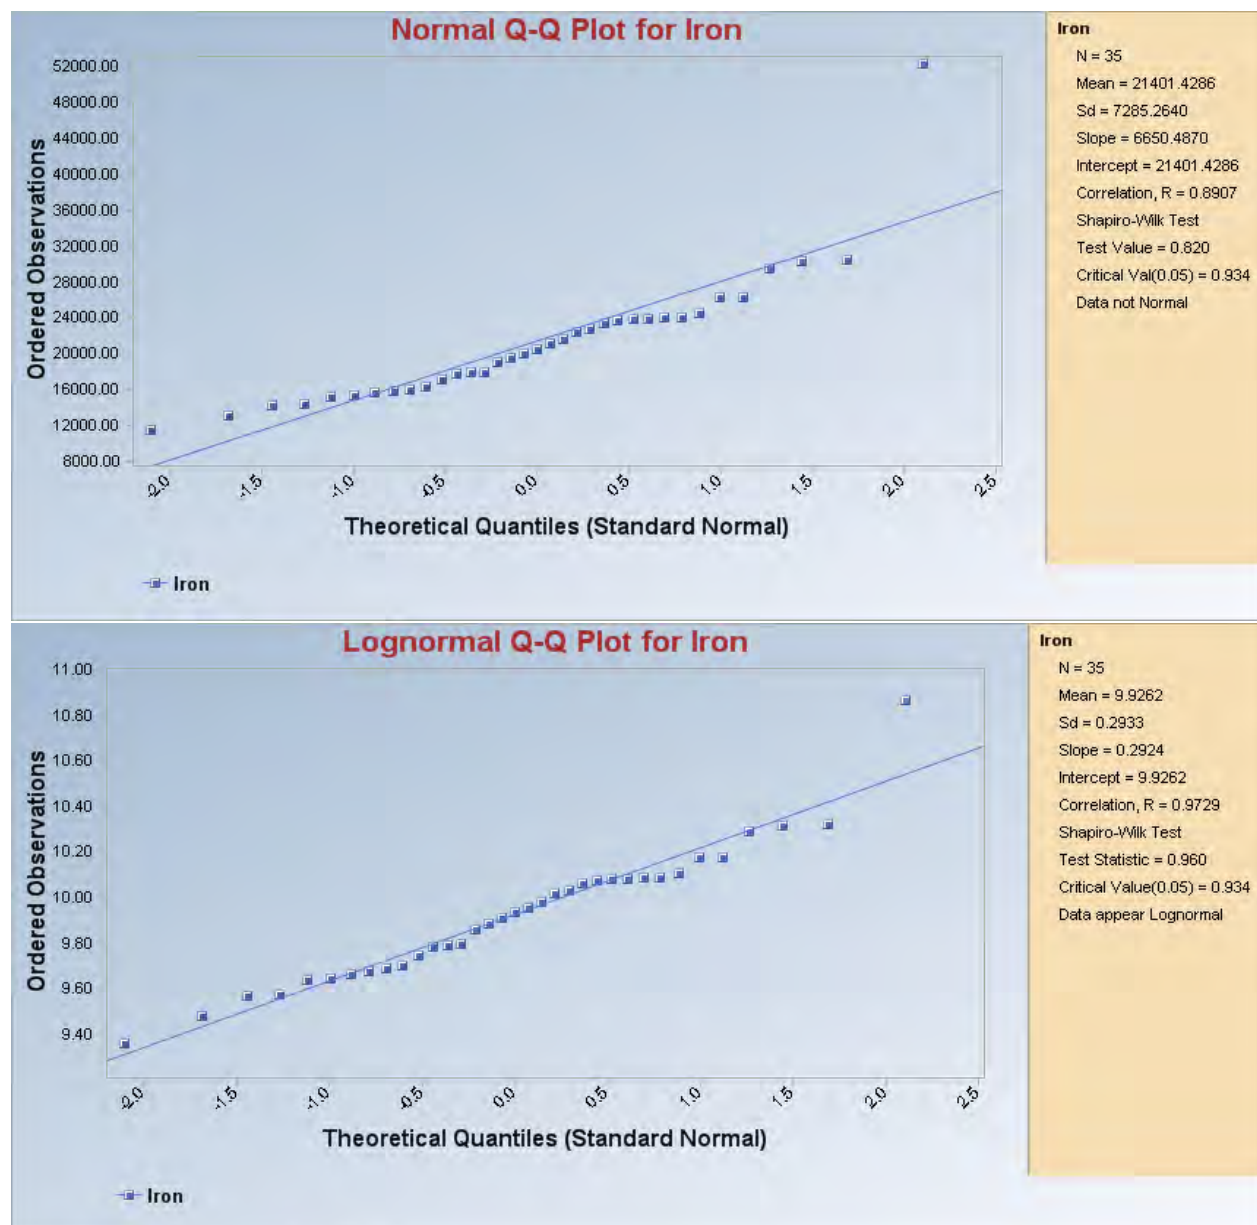 Normal Q-Q Plot for Iron
Ordered Observations
52000.00
48000.00
44000.00
40000.00
36000.00
32000.00
28000.00
24000.00
20000.00
16000.00
12000.00
8000.00
-2.0 -1.5 -1.0 -0.5 0.0 0.5 1.0 1.5 2.0 2.5
Theoretical Quantiles (Standard Normal)
Iron
Iron
N = 35
Mean = 21401.4286
Sd = 7285.2640
Slope = 6650.4870
Intercept = 21401.4286
Correlation, R = 0.8907
Shapiro-Wilk Test
Test Value = 0.820
Critical Val(0.05) = 0.934
Data not Normal
Lognormal Q-Q Plot for Iron
Ordered Observations
11.00
10.80
10.60
10.40
10.20
10.00
9.80
9.60
9.40
-2.0 -1.5 -1.0 -0.5 0.0 0.5 1.0 1.5 2.0 2.5
Theoretical Quantiles (Standard Normal)
Iron
Iron
N = 35
Mean = 9.9262
Sd = 0.2933
Slope = 0.2924
Intercept = 9.9262
Correlation, R = 0.9729
Shapiro-Wilk Test
Test Statistic = 0.960
Critical Value(0.05) = 0.934
Data appear Lognormal